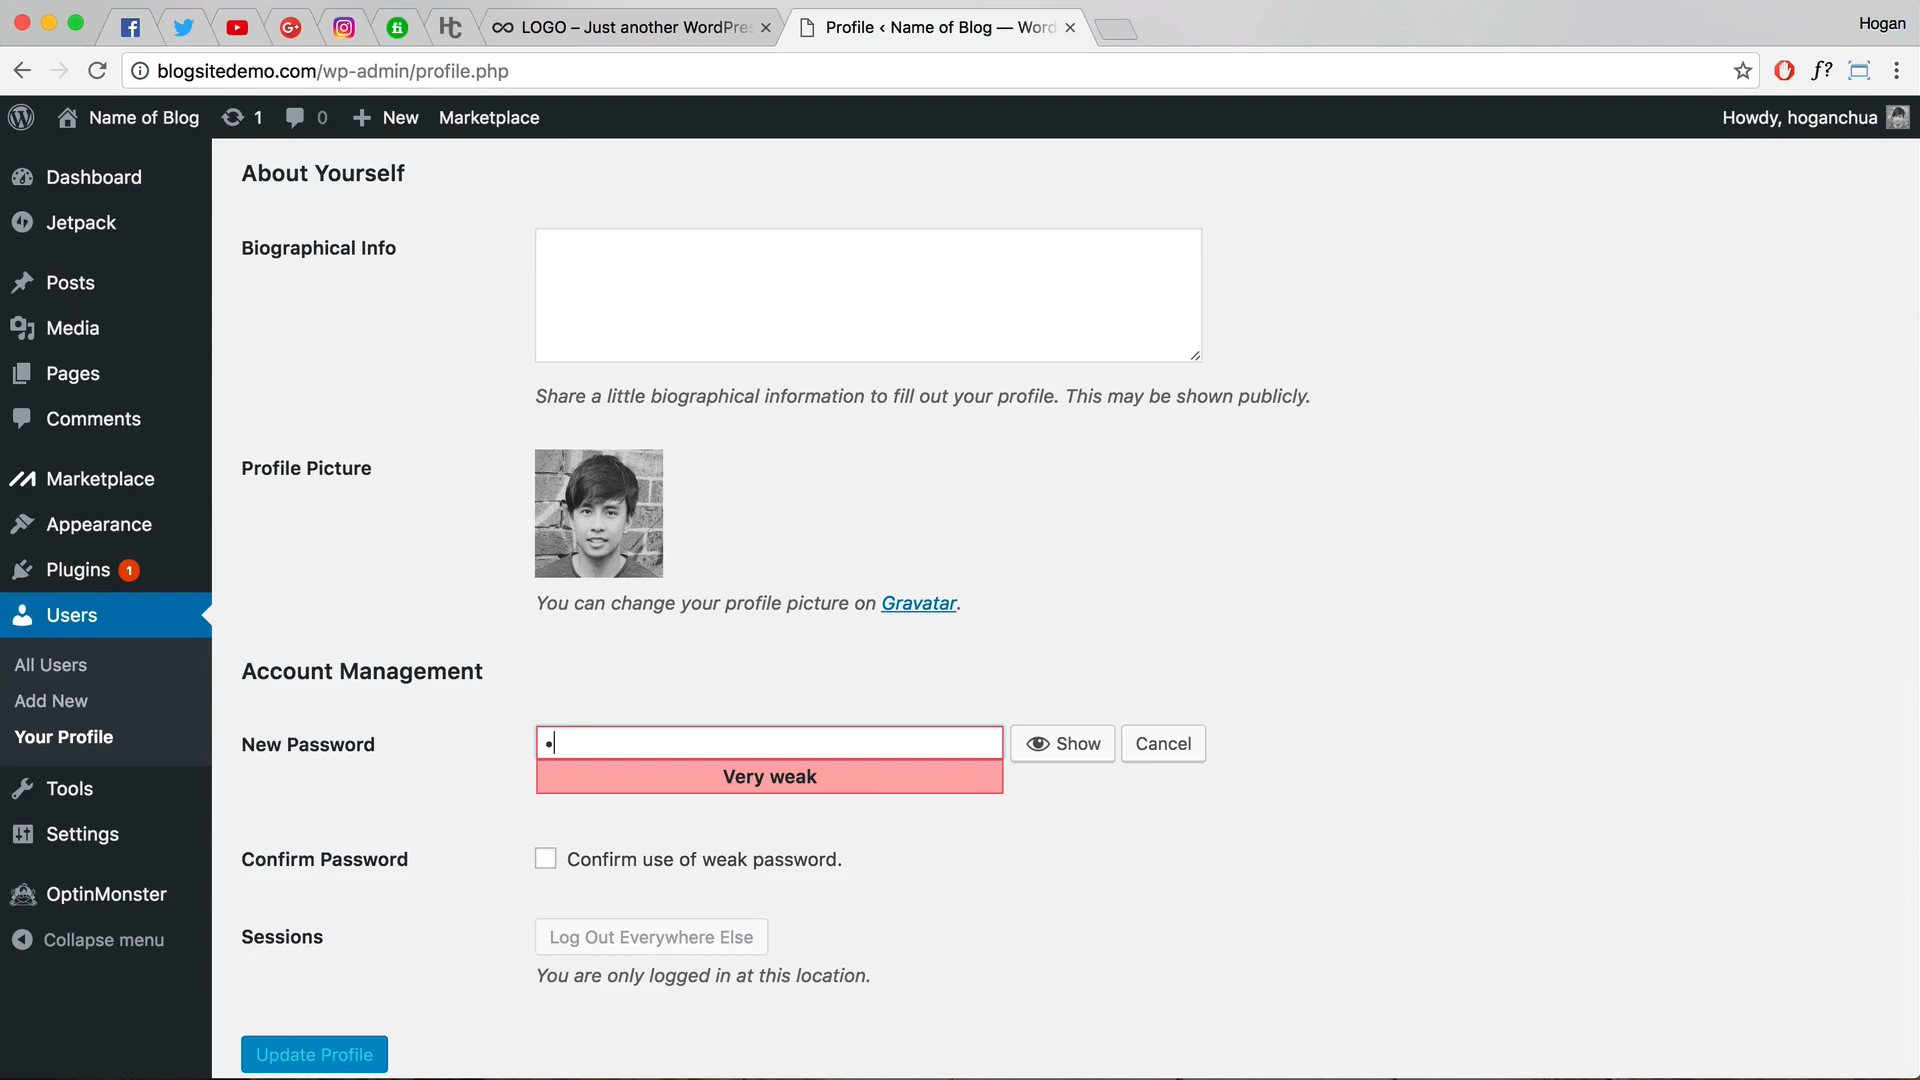 LOGO – Just another WordPres
Profile ‹ Name of Blog — Word
Hogan
blogsitedemo.com/wp-admin/profile.php
f?
Name of Blog
1
0
New
Marketplace
Howdy, hoganchua
Dashboard
Jetpack
Posts
Media
Pages
Comments
Marketplace
Appearance
Plugins 1
Users
All Users
Add New
Your Profile
Tools
Settings
OptinMonster
Collapse menu
About Yourself
Biographical Info
Share a little biographical information to fill out your profile. This may be shown publicly.
Profile Picture
You can change your profile picture on Gravatar.
Account Management
New Password
•
Show
Cancel
Very weak
Confirm Password
Confirm use of weak password.
Sessions
Log Out Everywhere Else
You are only logged in at this location.
Update Profile